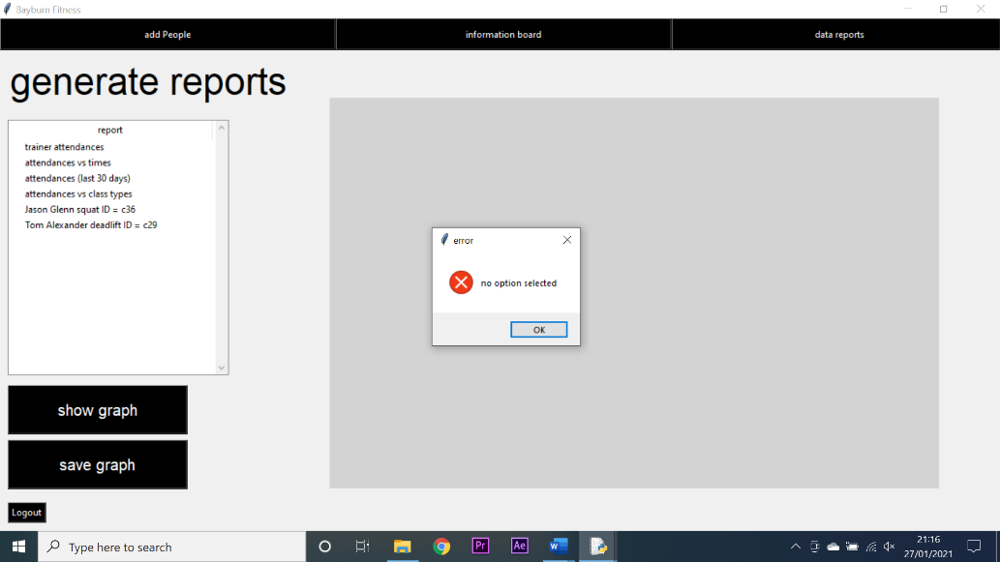 Bayburn Fitness
add People
information board
data reports
generate reports
report
trainer attendances
attendances vs times
attendances (last 30 days)
attendances vs class types
Jason Glenn squat ID = c36
Tom Alexander deadlift ID = c29
error
no option selected
OK
show graph
save graph
Logout
Type here to search
Pr
Ae
W
21:16
27/01/2021